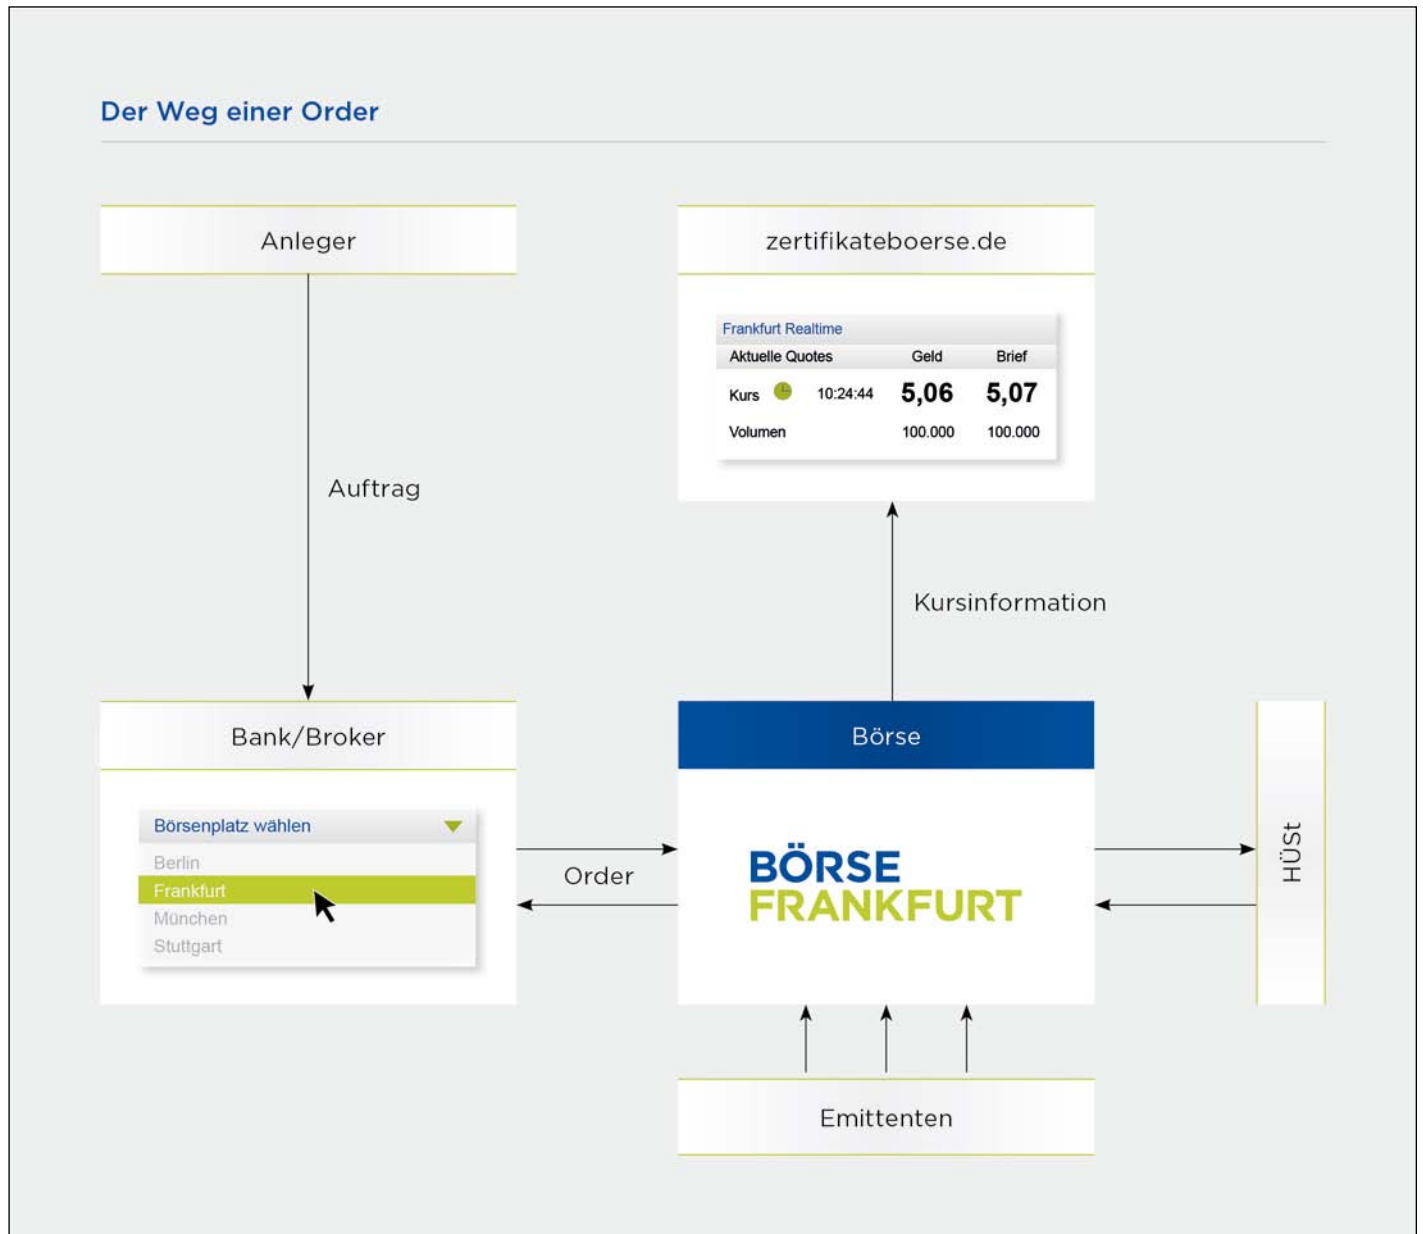 Der Weg einer Order
Anleger
zertifikateboerse.de
Frankfurt Realtime
Aktuelle Quotes Geld Brief
Kurs 10:24:44 5,06 5,07
Volumen 100.000 100.000
Auftrag
Kursinformation
Bank/Broker
Börse
Börsenplatz wählen
Berlin
Frankfurt
München
Stuttgart
Order
BÖRSE
FRANKFURT
HÜSt
Emittenten